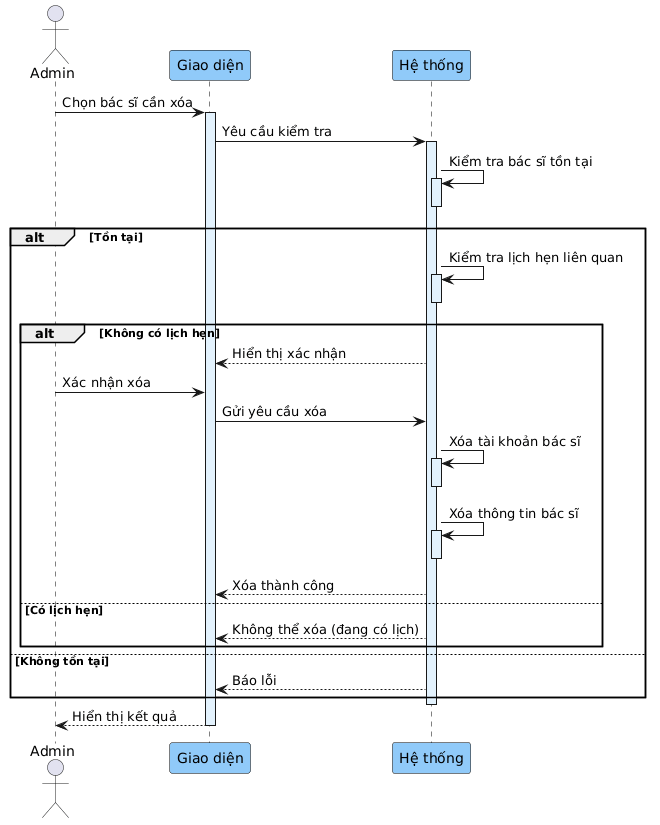 Admin
Giao diện
Hệ thống
Chọn bác sĩ cần xóa
Yêu cầu kiểm tra
Kiểm tra bác sĩ tồn tại
alt
[Tồn tại]
Kiểm tra lịch hẹn liên quan
alt
[Không có lịch hẹn]
Hiển thị xác nhận
Xác nhận xóa
Gửi yêu cầu xóa
Xóa tài khoản bác sĩ
Xóa thông tin bác sĩ
Xóa thành công
[Có lịch hẹn]
Không thể xóa (đang có lịch)
[Không tồn tại]
Báo lỗi
Hiển thị kết quả
Admin
Giao diện
Hệ thống